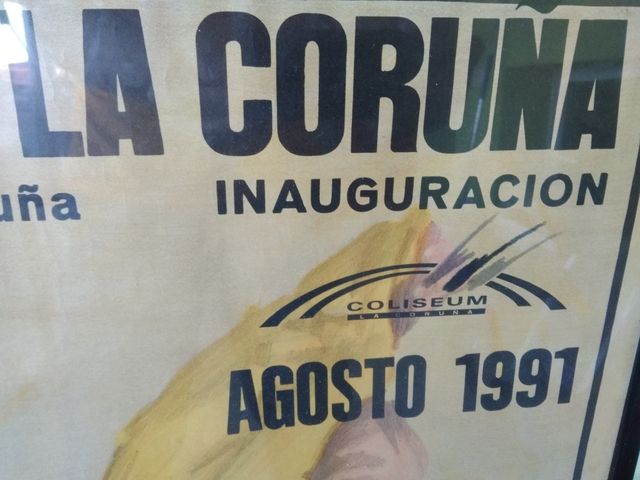 LA CORUÑA
uña
INAUGURACION
COLISEUM
LA CORUÑA
AGOSTO 1991